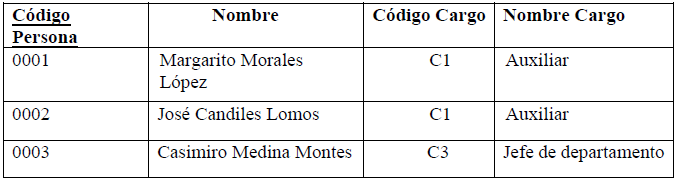 Código Persona Nombre Código Cargo Nombre Cargo
0001 Margarito Morales López C1 Auxiliar
0002 José Candiles Lomos C1 Auxiliar
0003 Casimiro Medina Montes C3 Jefe de departamento